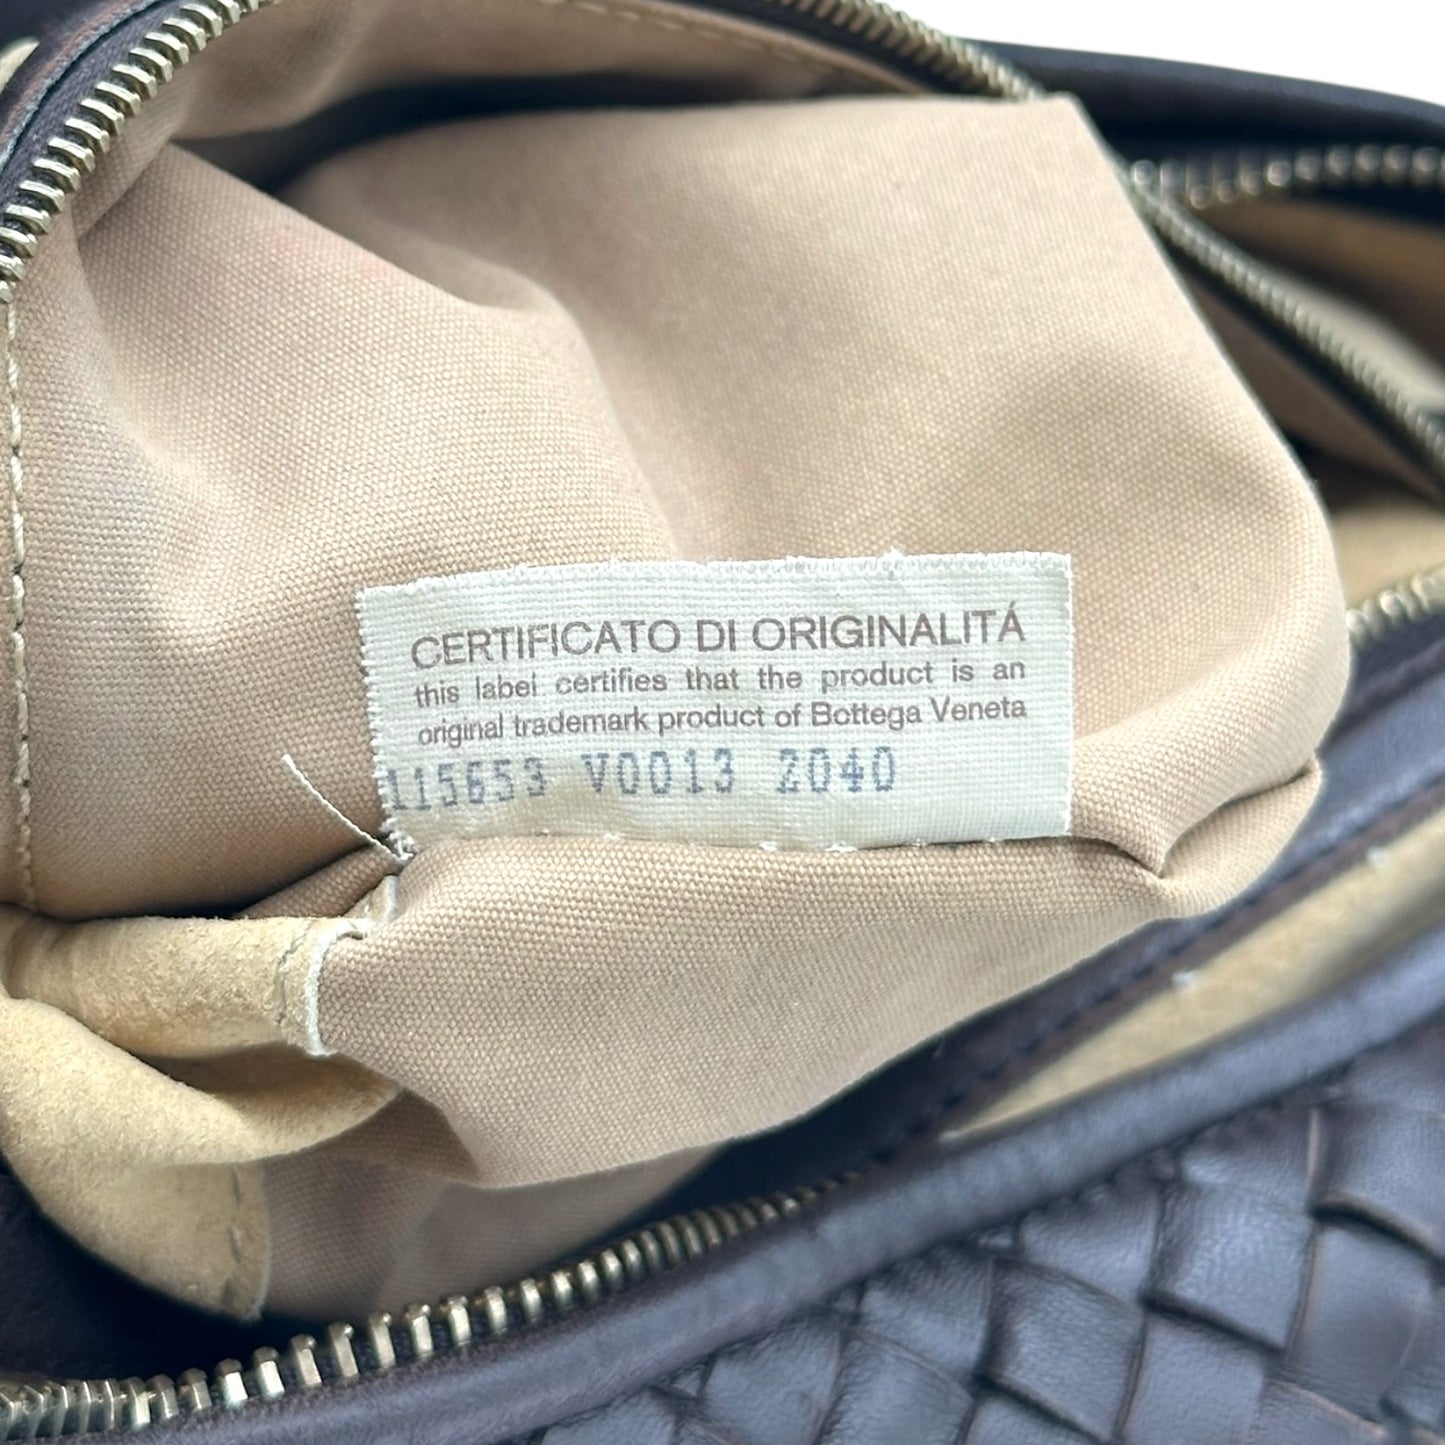 CERTIFICATO DI ORIGINALITÁ
this label certifies that the product is an
original trademark product of Bottega Veneta
115653 V0013 2040